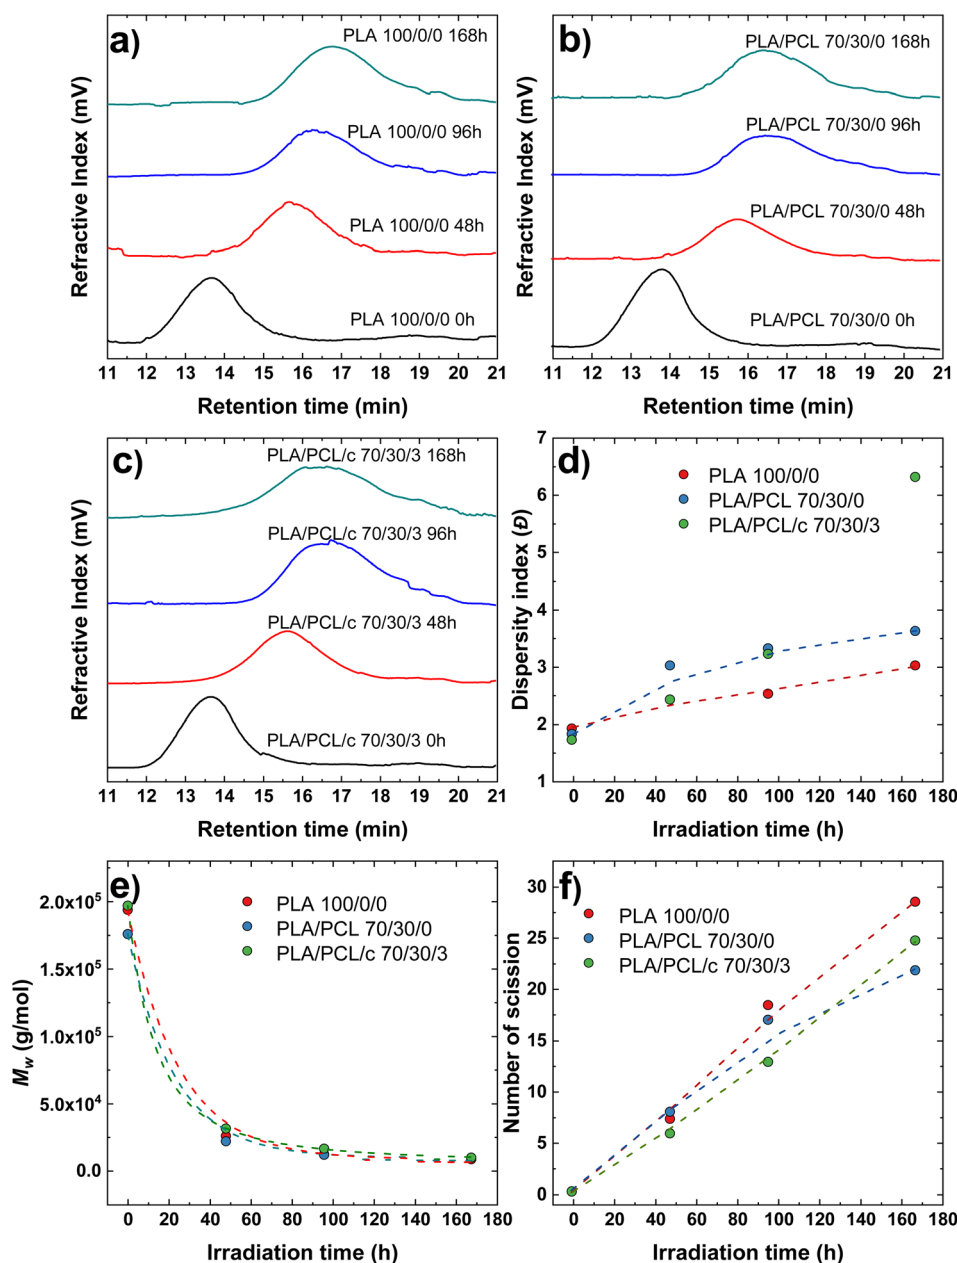 a)
PLA 100/0/0 168h
PLA 100/0/0 96h
PLA 100/0/0 48h
PLA 100/0/0 0h
Refractive Index (mV)
11 12 13 14 15 16 17 18 19 20 21
Retention time (min)
b)
PLA/PCL 70/30/0 168h
PLA/PCL 70/30/0 96h
PLA/PCL 70/30/0 48h
PLA/PCL 70/30/0 0h
Refractive Index (mV)
11 12 13 14 15 16 17 18 19 20 21
Retention time (min)
c)
PLA/PCL/c 70/30/3 168h
PLA/PCL/c 70/30/3 96h
PLA/PCL/c 70/30/3 48h
PLA/PCL/c 70/30/3 0h
Refractive Index (mV)
11 12 13 14 15 16 17 18 19 20 21
Retention time (min)
d)
PLA 100/0/0
PLA/PCL 70/30/0
PLA/PCL/c 70/30/3
Dispersity index (Đ)
7
6
5
4
3
2
1
0 20 40 60 80 100 120 140 160 180
Irradiation time (h)
e)
PLA 100/0/0
PLA/PCL 70/30/0
PLA/PCL/c 70/30/3
Mw (g/mol)
2.0x10⁵
1.5x10⁵
1.0x10⁵
5.0x10⁴
0.0
0 20 40 60 80 100 120 140 160 180
Irradiation time (h)
f)
PLA 100/0/0
PLA/PCL 70/30/0
PLA/PCL/c 70/30/3
Number of scission
30
25
20
15
10
5
0
0 20 40 60 80 100 120 140 160 180
Irradiation time (h)